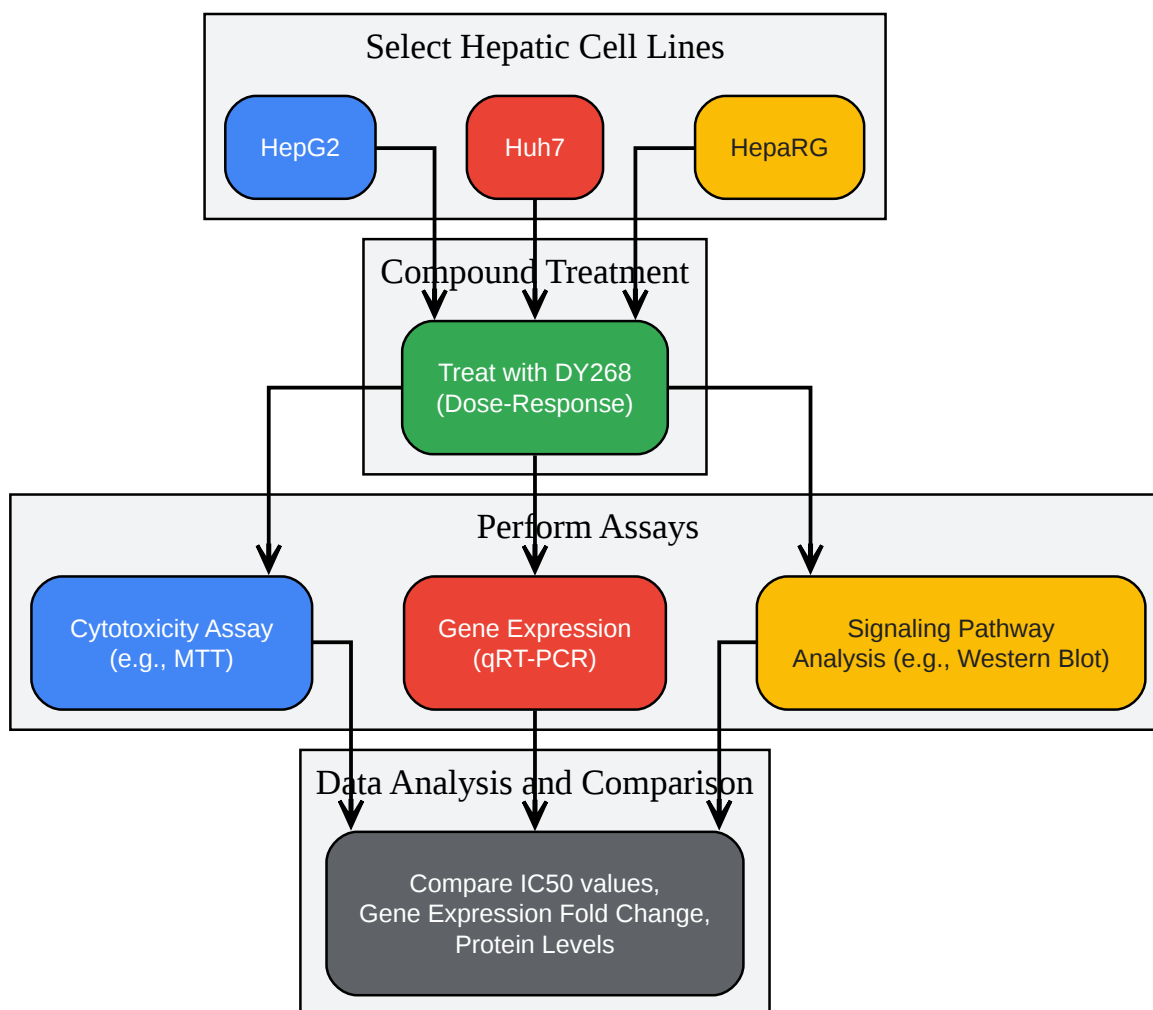 Select Hepatic Cell Lines
HepG2
Huh7
HepaRG
Compound Treatment
Treat with DY268
(Dose-Response)
Perform Assays
Cytotoxicity Assay
(e.g., MTT)
Gene Expression
(qRT-PCR)
Signaling Pathway
Analysis (e.g., Western Blot)
Data Analysis and Comparison
Compare IC50 values,
Gene Expression Fold Change,
Protein Levels